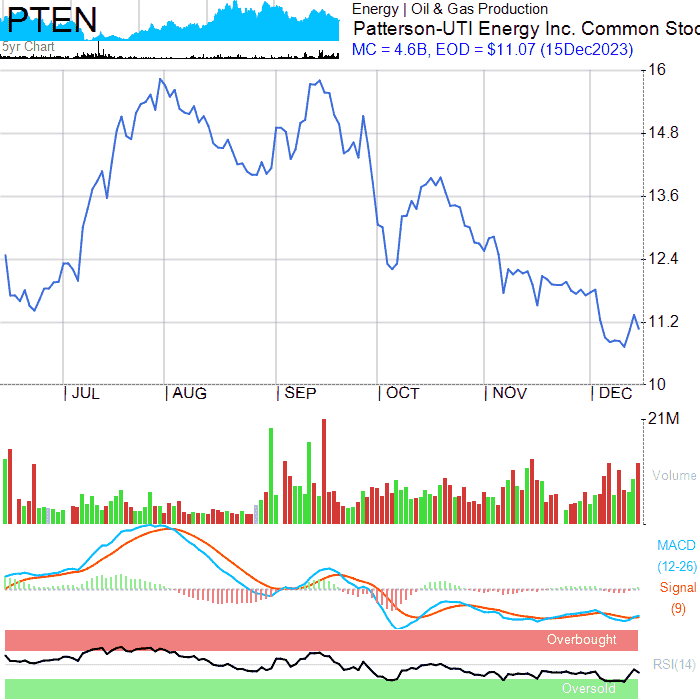 PTEN
5yr Chart
Energy | Oil & Gas Production
Patterson-UTI Energy Inc. Common Stoc
MC = 4.6B, EOD = $11.07 (15Dec2023)
16
14.8
13.6
12.4
11.2
10
JUL AUG SEP OCT NOV DEC
21M
Volume
MACD
(12-26)
Signal
(9)
Overbought
RSI(14)
Oversold